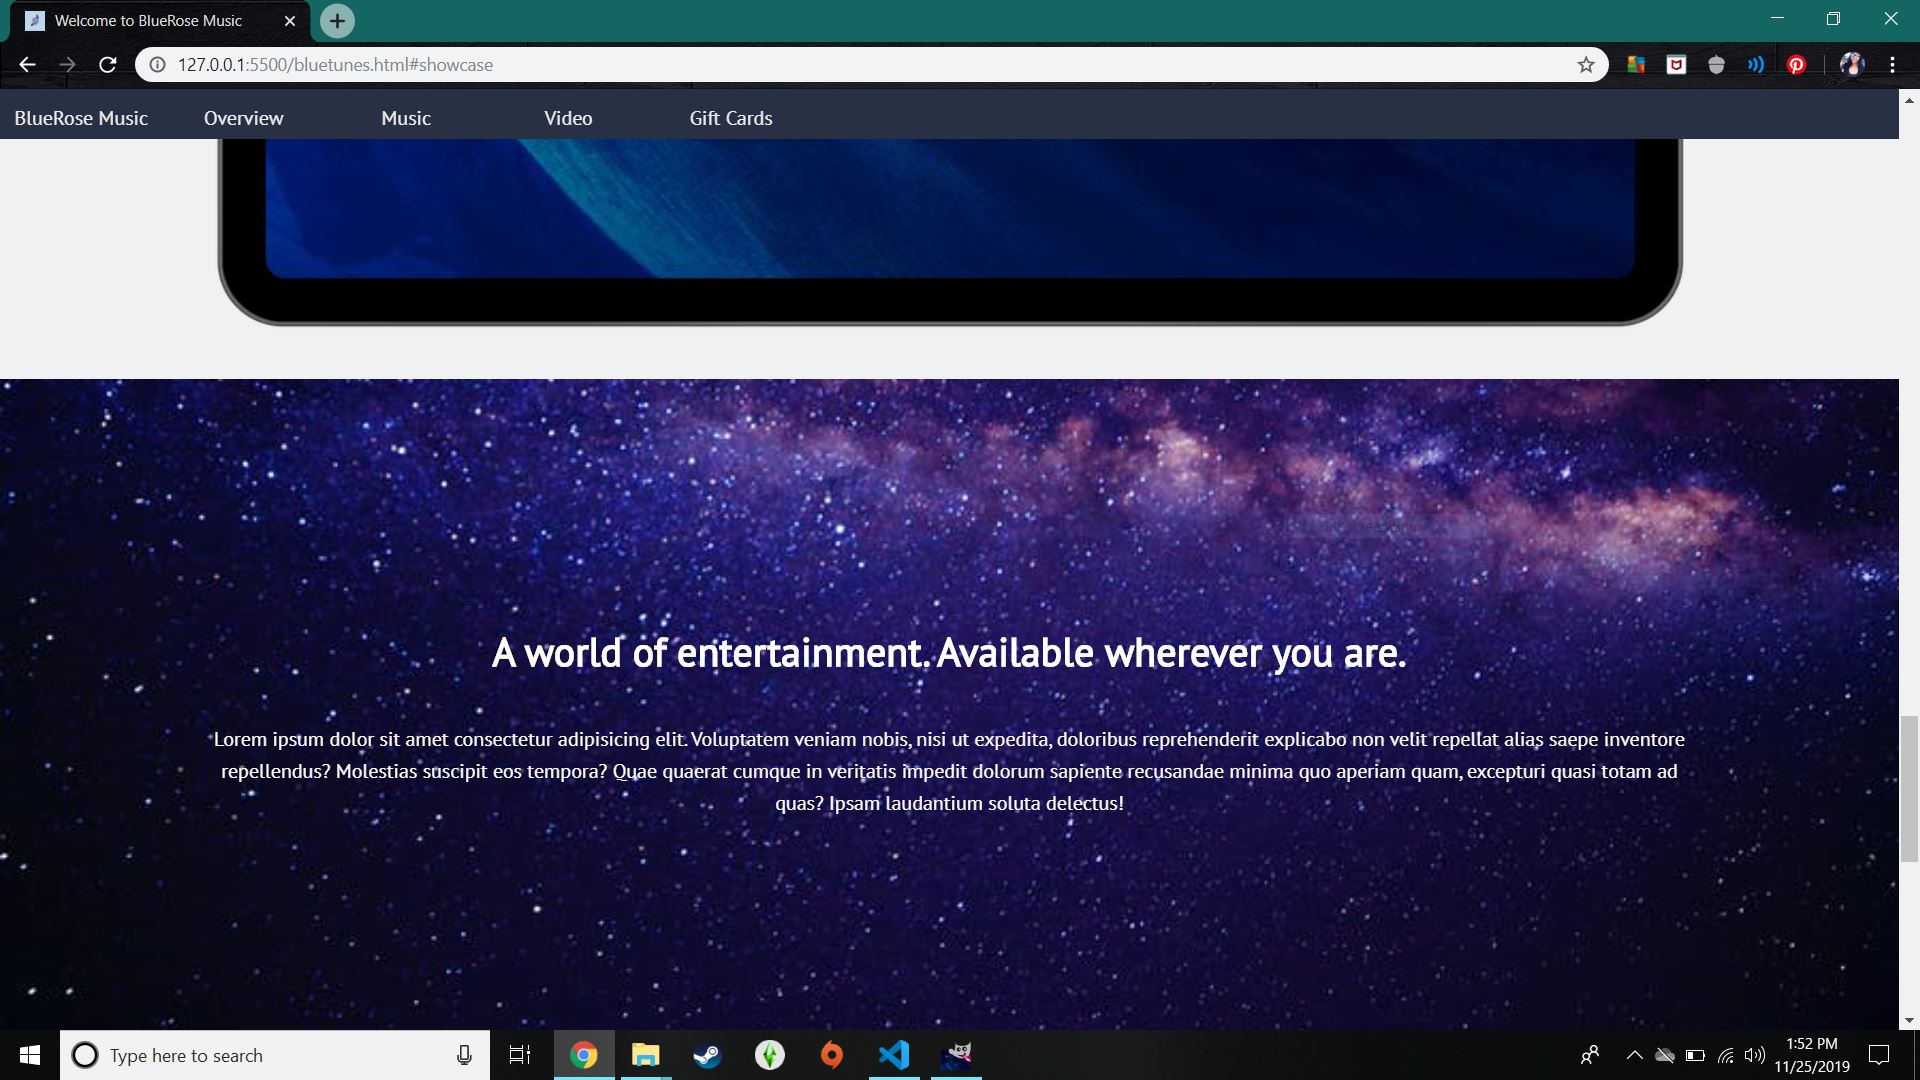 Welcome to BlueRose Music
127.0.0.1:5500/bluetunes.html#showcase
BlueRose Music Overview Music Video Gift Cards
A world of entertainment. Available wherever you are.
Lorem ipsum dolor sit amet consectetur adipisicing elit. Voluptatem veniam nobis, nisi ut expedita, doloribus reprehenderit explicabo non velit repellat alias saepe inventore
repellendus? Molestias suscipit eos tempora? Quae quaerat cumque in veritatis impedit dolorum sapiente recusandae minima quo aperiam quam, excepturi quasi totam ad
quas? Ipsam laudantium soluta delectus!
Type here to search
1:52 PM
11/25/2019